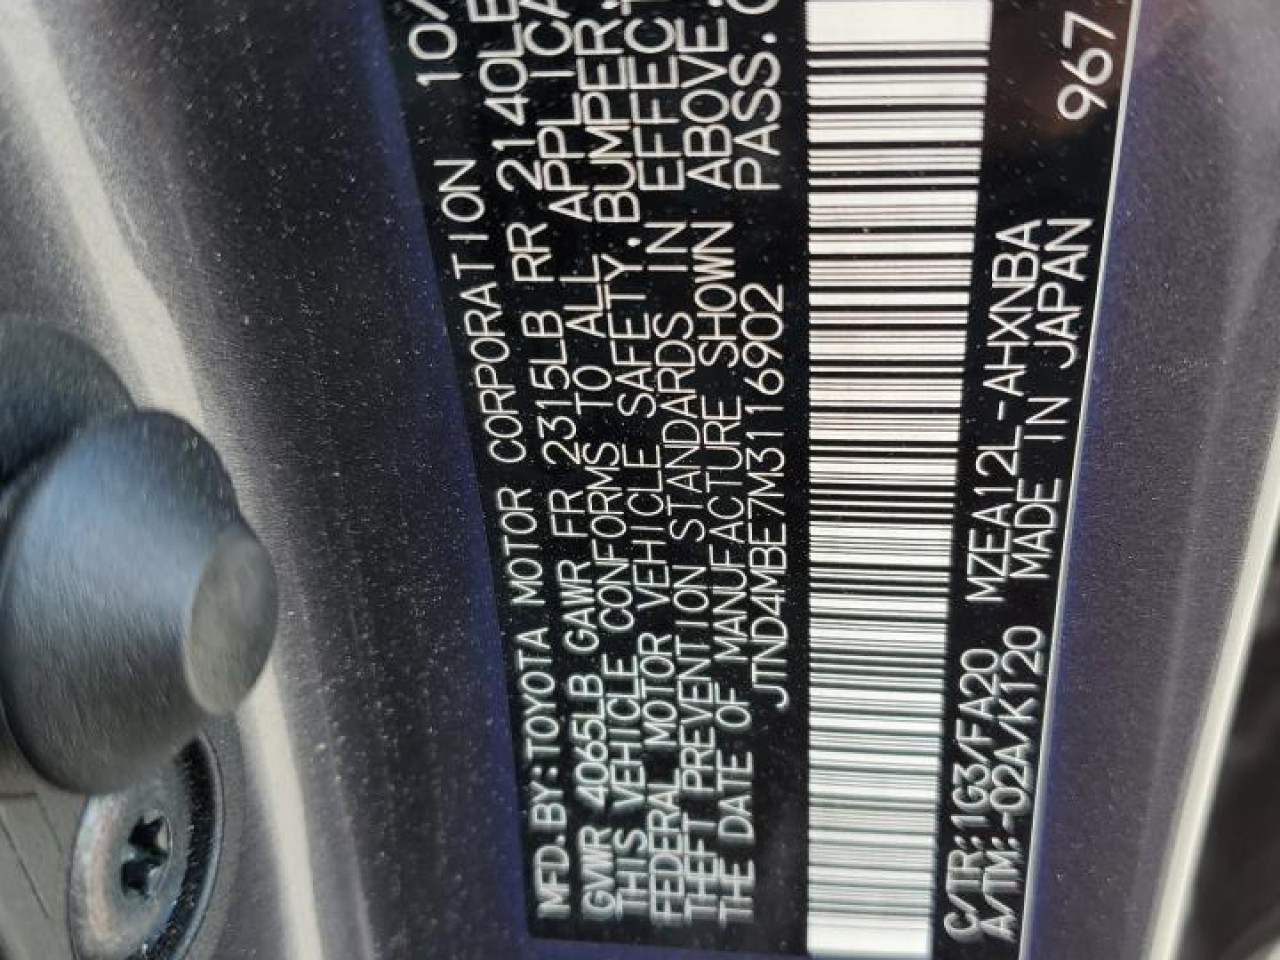 MFD.BY:TOYOTA MOTOR CORPORATION 10/
GVWR 4065LB GAWR FR 2315LB RR 2140LB
THIS VEHICLE CONFORMS TO ALL APPLICA
FEDERAL MOTOR VEHICLE SAFETY, BUMPER,
THEFT PREVENTION STANDARDS IN EFFECT
THE DATE OF MANUFACTURE SHOWN ABOVE.
JTND4MBE7M3116902 PASS.C
C/TR:1G3/FA20 MZEA12L-AHXNBA
A/TM:-02A/K120 MADE IN JAPAN 967